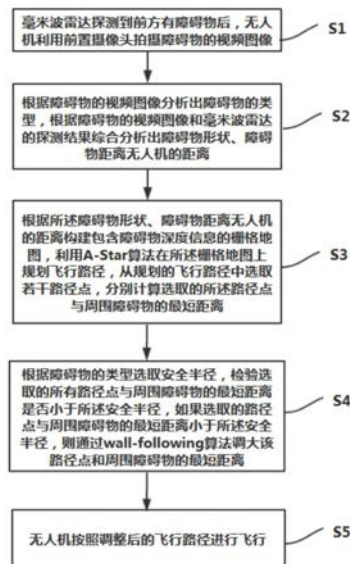 毫米波雷达探测到前方有障碍物后，无人
机利用前置摄像头拍摄障碍物的视频图像
S1
根据障碍物的视频图像分析出障碍物的类
型，根据障碍物的视频图像和毫米波雷达
的探测结果综合分析出障碍物形状、障碍
物距离无人机的距离
S2
根据所述障碍物形状、障碍物距离无人机
的距离构建包含障碍物深度信息的栅格地
图，利用A-Star算法在所述栅格地图上
规划飞行路径，从规划的飞行路径中选取
若干路径点，分别计算选取的所述路径点
与周围障碍物的最短距离
S3
根据障碍物的类型选取安全半径，检验选
取的所有路径点与周围障碍物的最短距离
是否小于所述安全半径，如果选取的路径
点与周围障碍物的最短距离小于所述安全
半径，则通过wall-following算法调大该
路径点和周围障碍物的最短距离
S4
无人机按照调整后的飞行路径进行飞行
S5